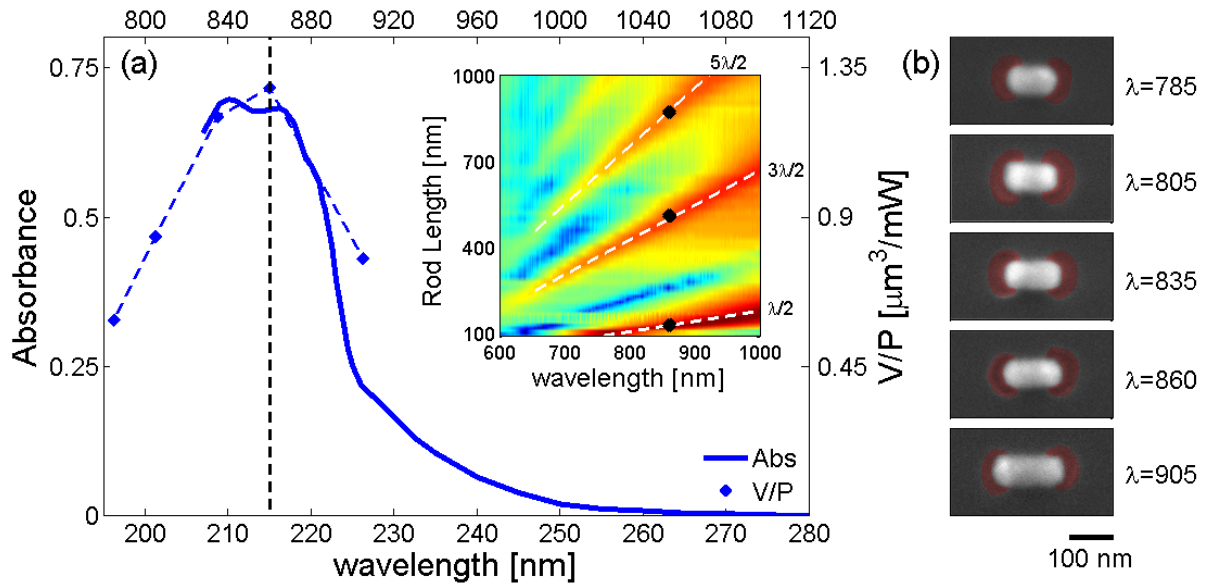 800 840 880 920 960 1000 1040 1080 1120
(a)
0.75
0.5
0.25
0
Absorbance
200 210 220 230 240 250 260 270 280
wavelength [nm]
1.35
0.9
0.45
0
V/P [μm³/mW]
Abs
V/P
5λ/2
3λ/2
λ/2
1000
700
400
100
Rod Length [nm]
600 700 800 900 1000
wavelength [nm]
(b)
λ=785
λ=805
λ=835
λ=860
λ=905
100 nm